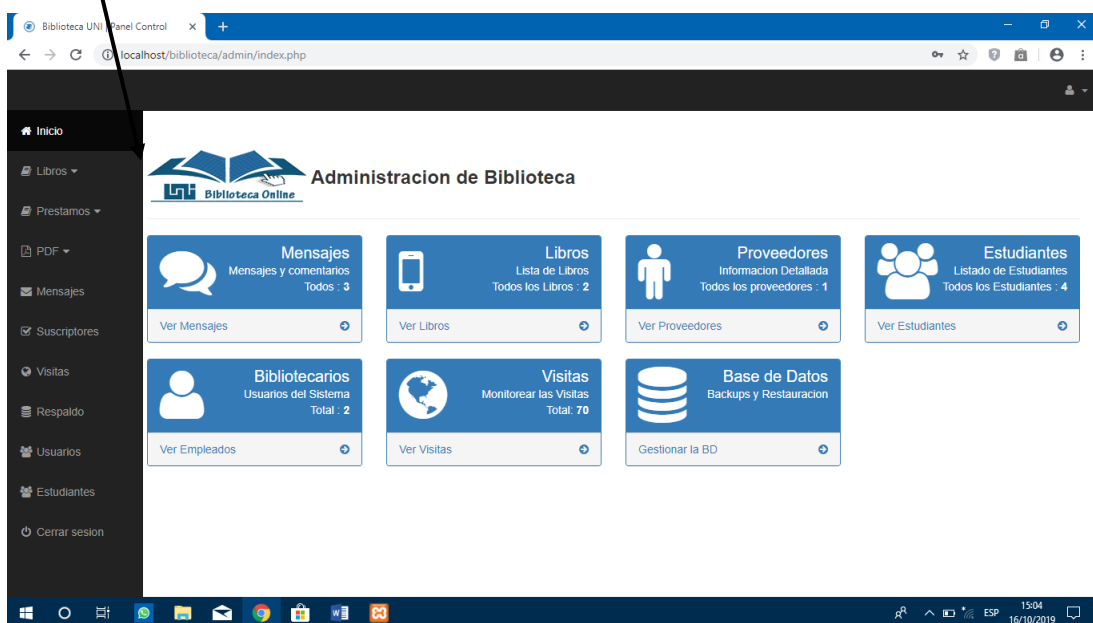 Biblioteca UNI | Panel Control
localhost/biblioteca/admin/index.php
Inicio
Libros
Prestamos
PDF
Mensajes
Suscriptores
Visitas
Respaldo
Usuarios
Estudiantes
Cerrar sesion
Uni Biblioteca Online
Administracion de Biblioteca
Mensajes
Mensajes y comentarios
Todos : 3
Ver Mensajes
Libros
Lista de Libros
Todos los Libros : 2
Ver Libros
Proveedores
Informacion Detallada
Todos los proveedores : 1
Ver Proveedores
Estudiantes
Listado de Estudiantes
Todos los Estudiantes : 4
Ver Estudiantes
Bibliotecarios
Usuarios del Sistema
Total : 2
Ver Empleados
Visitas
Monitorear las Visitas
Total: 70
Ver Visitas
Base de Datos
Backups y Restauracion
Gestionar la BD
ESP
15:04
16/10/2019